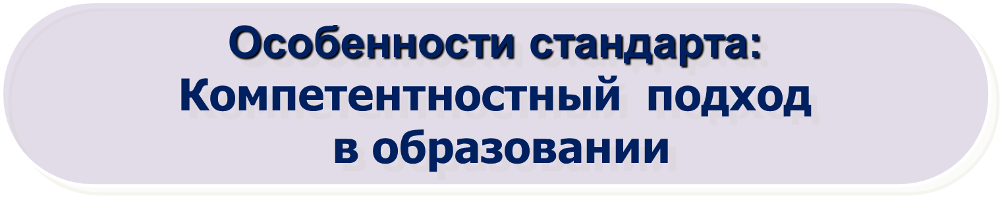 Особенности стандарта:
Компетентностный подход
в образовании